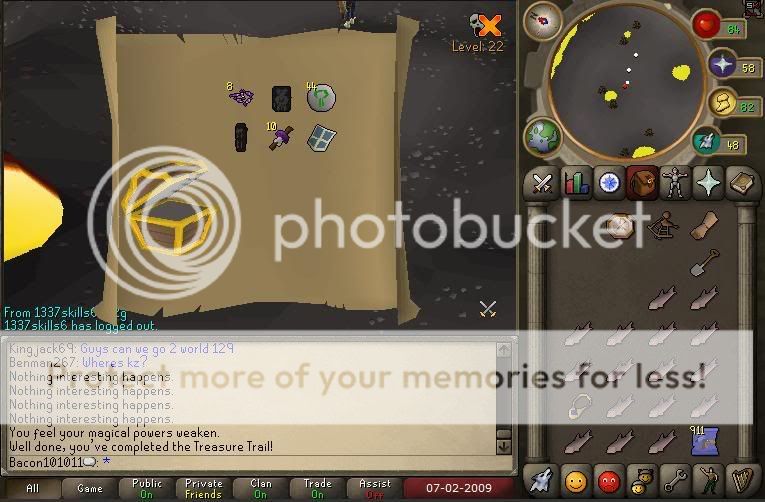 Level: 22
8
44
10
84
58
82
48
photobucket
From 1337skills6
1337skills6 has logged out.
Protect more of your memories for less!
Kingjack69: Guys can we go 2 world 129
Benman267: Wheres kz?
Nothing interesting happens.
Nothing interesting happens.
Nothing interesting happens.
Nothing interesting happens.
You feel your magical powers weaken.
Well done, you've completed the Treasure Trail!
Bacon101011: *
911
All
Game
Public
On
Private
Friends
Clan
On
Trade
On
Assist
Off
07-02-2009